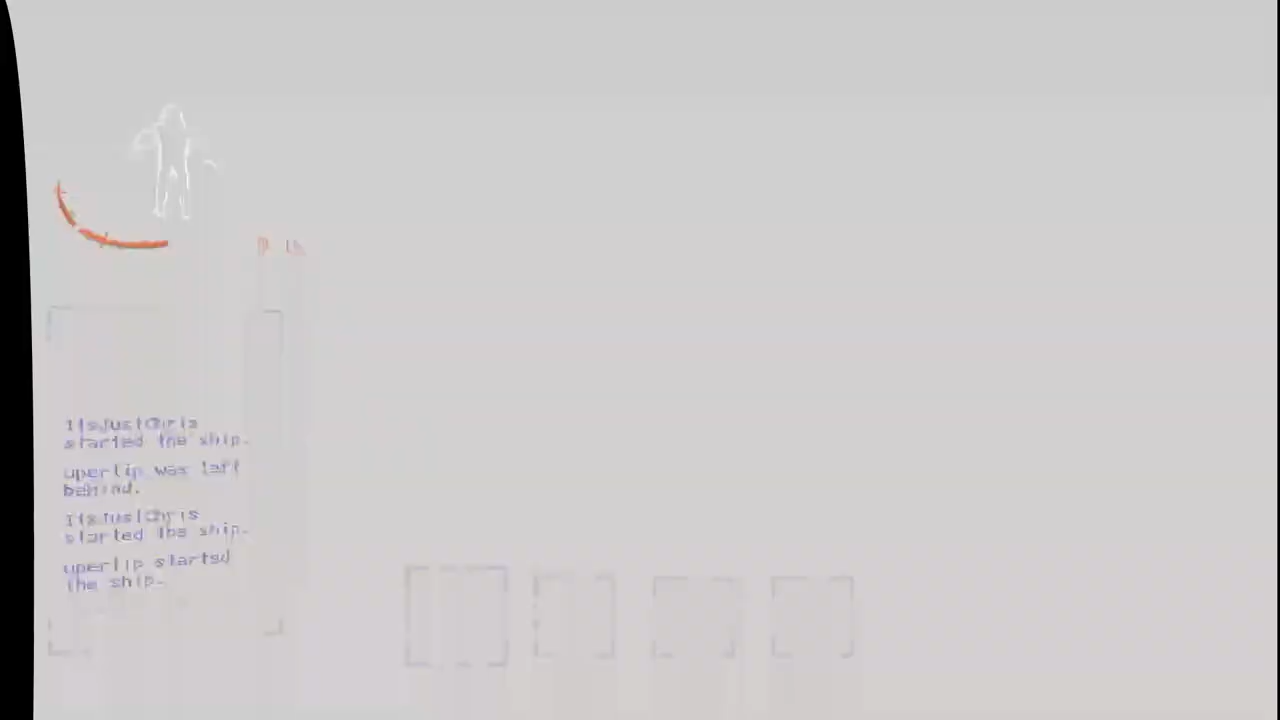 ItsJustChris
started the ship.
uperlip was left
behind.
ItsJustChris
started the ship.
uperlip started
the ship.